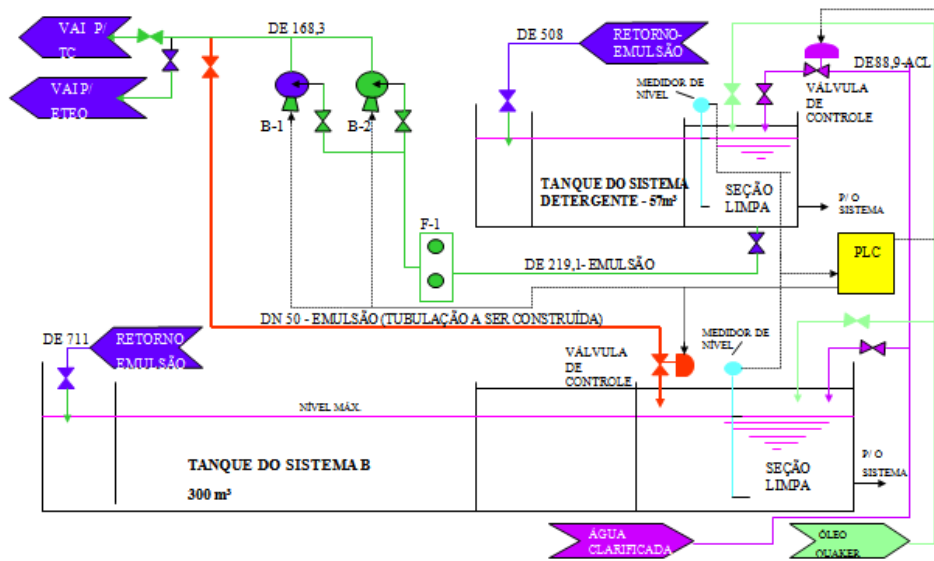 VAI P/
TC
DE 168,3
DE 508
RETORNO-
EMULSÃO
DE88,9-ACL
MEDIDOR DE
NÍVEL
VÁLVULA
DE
CONTROLE
VAI P/
ETEO
B-1
B-2
TANQUE DO SISTEMA
DETERGENTE - 57m³
SEÇÃO
LIMPA
P/ O
SISTEMA
F-1
PLC
DE 219,1- EMULSÃO
DN 50 - EMULSÃO (TUBULAÇÃO A SER CONSTRUÍDA)
DE 711
RETORNO
EMULSÃO
MEDIDOR DE
NÍVEL
VÁLVULA
DE
CONTROLE
NÍVEL MÁX.
TANQUE DO SISTEMA B
300 m³
SEÇÃO
LIMPA
P/ O
SISTEMA
ÁGUA
CLARIFICADA
ÓLEO
QUAKER